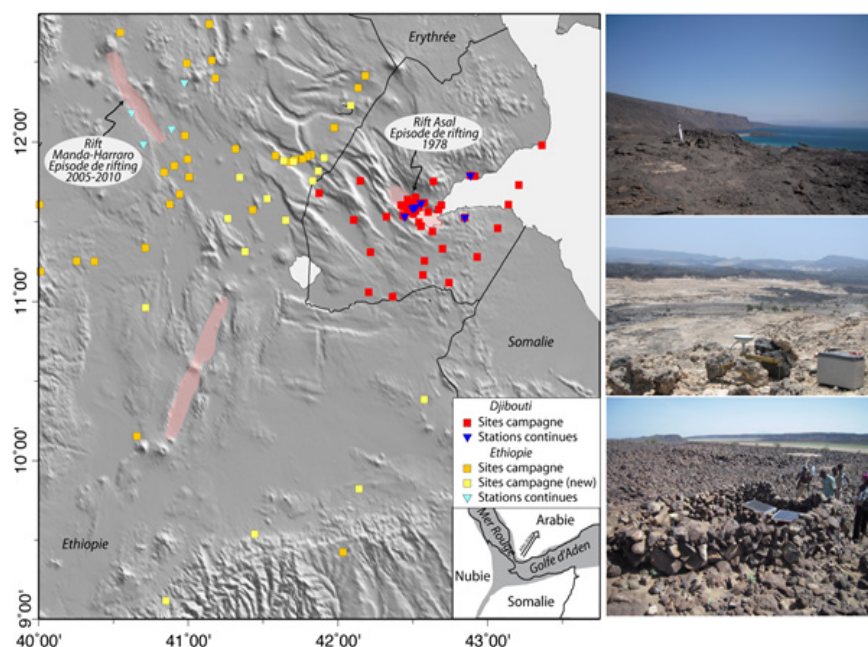 Erythrée
12°00'
11°00'
10°00'
9°00'
40°00'
41°00'
42°00'
43°00'
Rift
Manda-Harraro
Episode de rifting
2005-2010
Rift Asal
Episode de rifting
1978
Somalie
Ethiopie
Djibouti
Sites campagne
Stations continues
Ethiopie
Sites campagne
Sites campagne (new)
Stations continues
Mer Rouge
Arabie
Golfe d'Aden
Nubie
Somalie